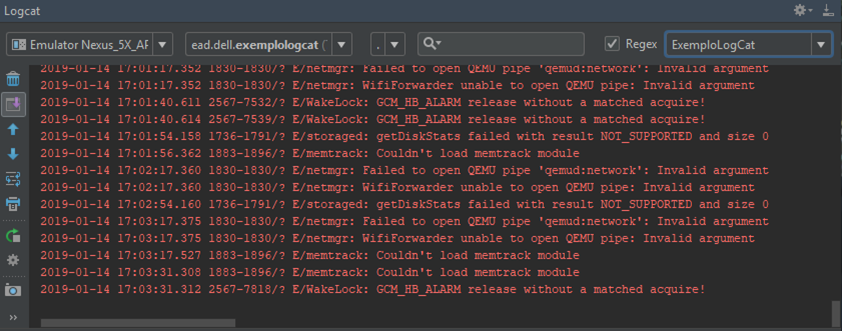 Logcat
Emulator Nexus_5X_AP
ead.dell.exemplologcat (
.
Regex
ExemploLogCat
2019-01-14 17:01:17.352 1830-1830/? E/netmgr: Failed to open QEMU pipe 'qemud:network': Invalid argument
2019-01-14 17:01:17.352 1830-1830/? E/netmgr: WifiForwarder unable to open QEMU pipe: Invalid argument
2019-01-14 17:01:40.611 2567-7532/? E/WakeLock: GCM_HB_ALARM release without a matched acquire!
2019-01-14 17:01:40.614 2567-7539/? E/WakeLock: GCM_HB_ALARM release without a matched acquire!
2019-01-14 17:01:54.158 1736-1791/? E/storaged: getDiskStats failed with result NOT_SUPPORTED and size 0
2019-01-14 17:01:56.362 1883-1896/? E/memtrack: Couldn't load memtrack module
2019-01-14 17:02:17.360 1830-1830/? E/netmgr: Failed to open QEMU pipe 'qemud:network': Invalid argument
2019-01-14 17:02:17.360 1830-1830/? E/netmgr: WifiForwarder unable to open QEMU pipe: Invalid argument
2019-01-14 17:02:54.160 1736-1791/? E/storaged: getDiskStats failed with result NOT_SUPPORTED and size 0
2019-01-14 17:03:17.375 1830-1830/? E/netmgr: Failed to open QEMU pipe 'qemud:network': Invalid argument
2019-01-14 17:03:17.375 1830-1830/? E/netmgr: WifiForwarder unable to open QEMU pipe: Invalid argument
2019-01-14 17:03:17.527 1883-1896/? E/memtrack: Couldn't load memtrack module
2019-01-14 17:03:31.308 1883-1896/? E/memtrack: Couldn't load memtrack module
2019-01-14 17:03:31.312 2567-7818/? E/WakeLock: GCM_HB_ALARM release without a matched acquire!